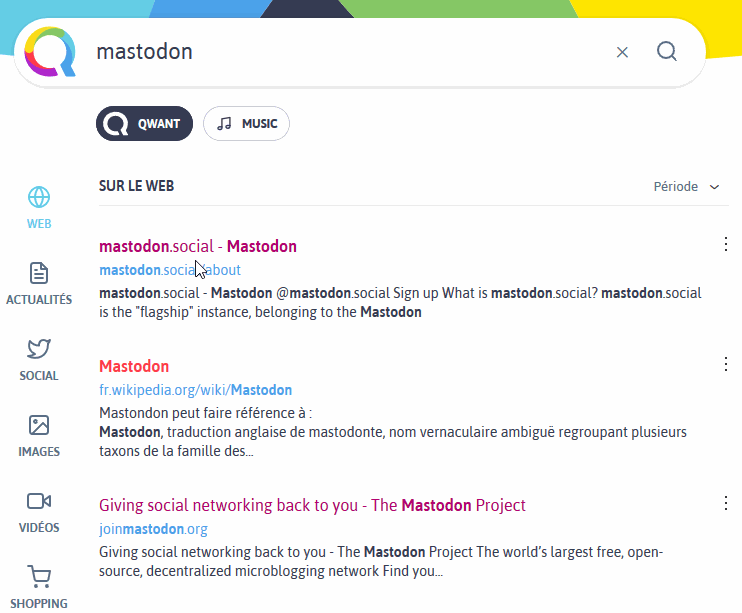 mastodon
QWANT
MUSIC
SUR LE WEB
Période
WEB
ACTUALITÉS
SOCIAL
IMAGES
VIDÉOS
SHOPPING
mastodon.social - Mastodon
mastodon.social/about
mastodon.social - Mastodon @mastodon.social Sign up What is mastodon.social? mastodon.social
is the "flagship" instance, belonging to the Mastodon
Mastodon
fr.wikipedia.org/wiki/Mastodon
Mastondon peut faire référence à :
Mastodon, traduction anglaise de mastodonte, nom vernaculaire ambiguë regroupant plusieurs
taxons de la famille des...
Giving social networking back to you - The Mastodon Project
joinmastodon.org
Giving social networking back to you - The Mastodon Project The world's largest free, open-
source, decentralized microblogging network Find you...